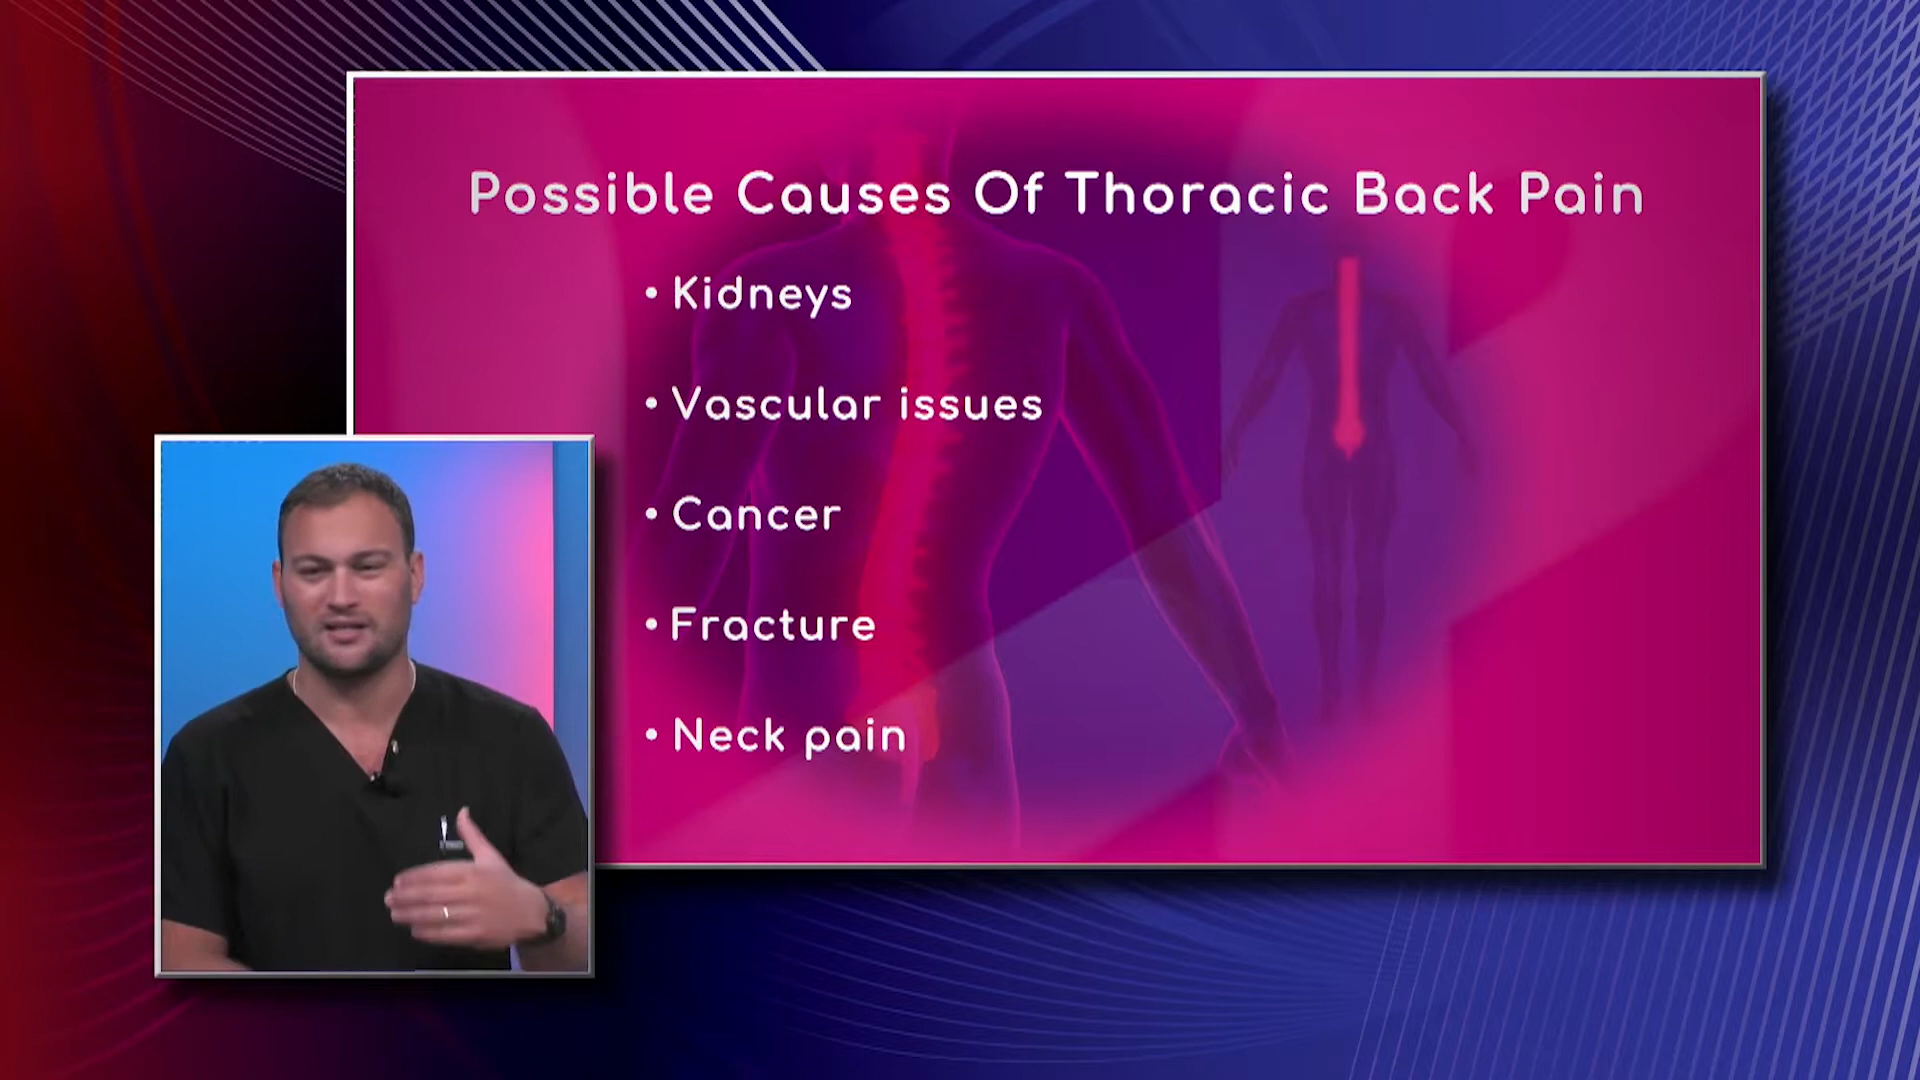 Possible Causes Of Thoracic Back Pain
• Kidneys
• Vascular issues
• Cancer
• Fracture
• Neck pain